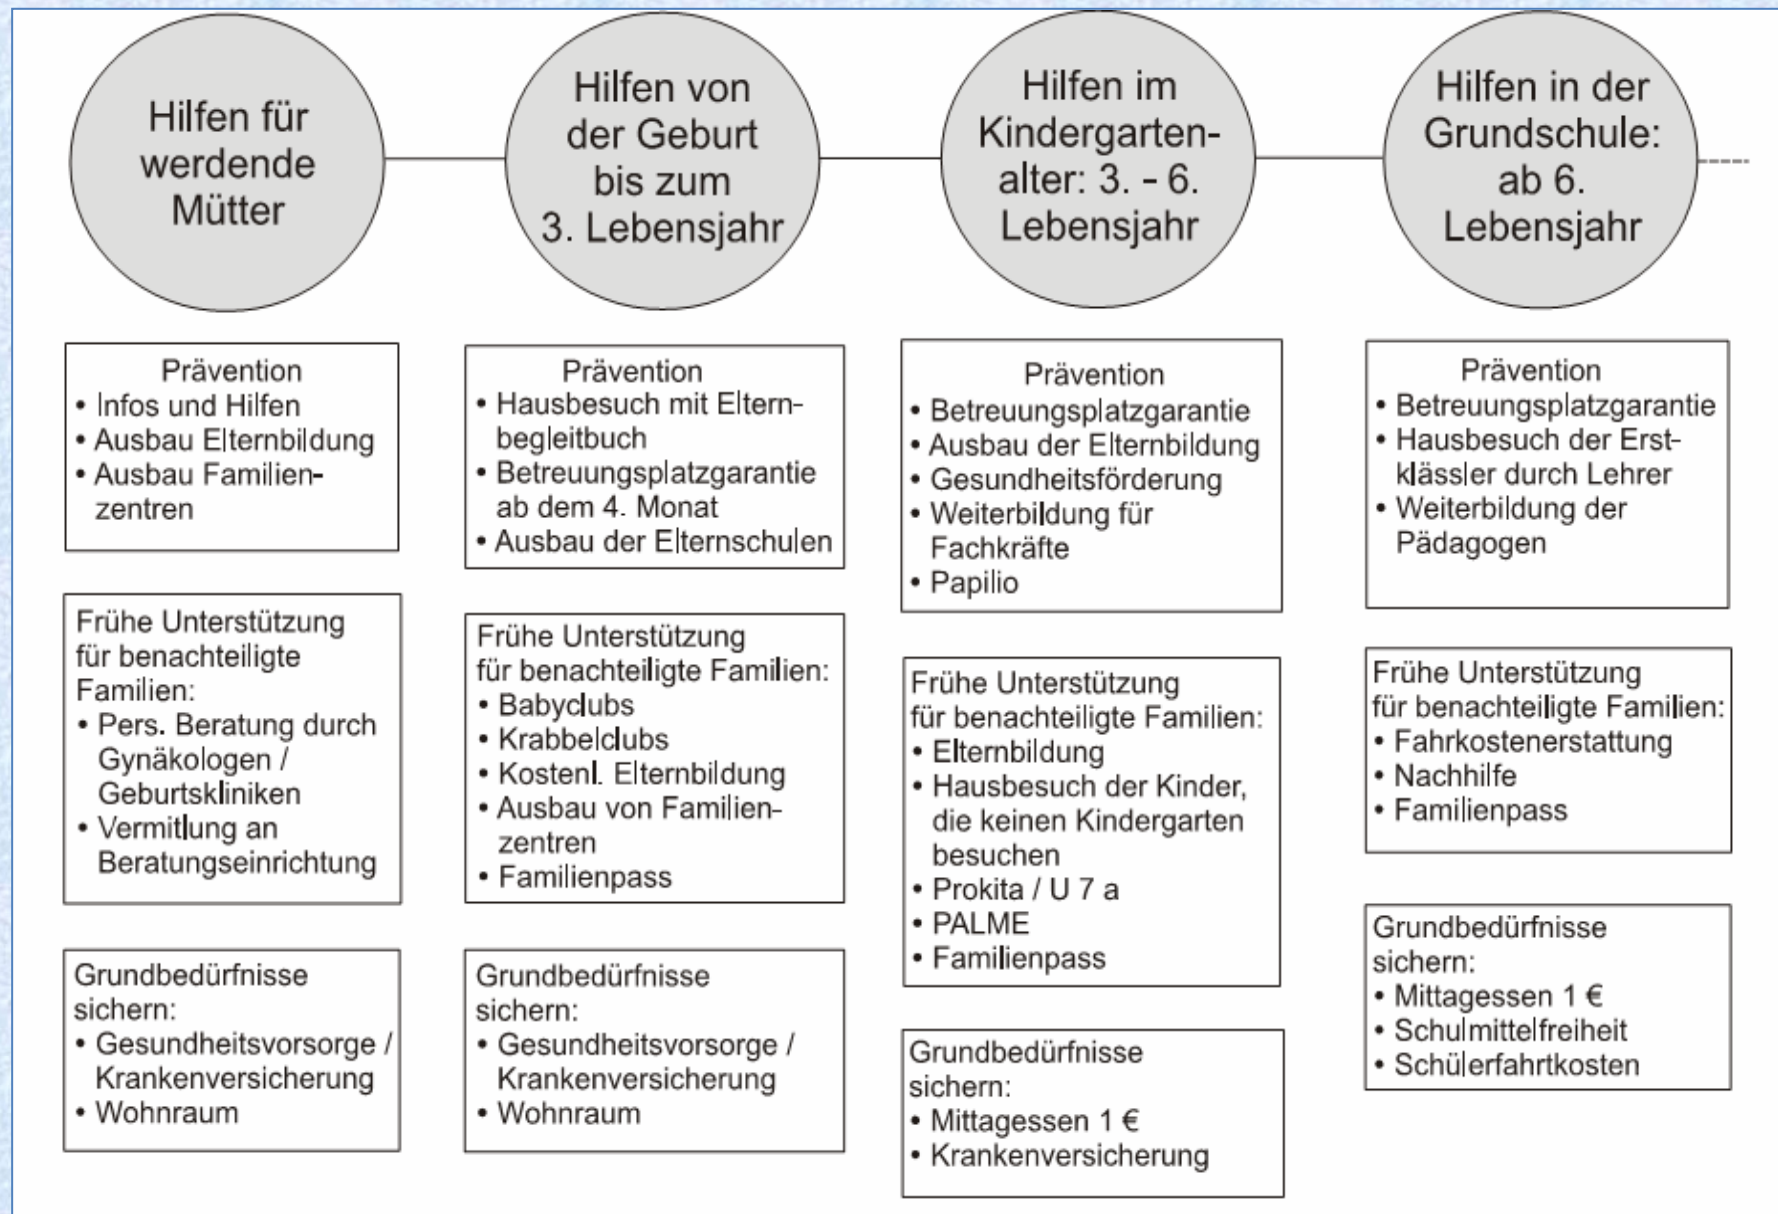 Hilfen für
werdende
Mütter
Hilfen von
der Geburt
bis zum
3. Lebensjahr
Hilfen im
Kindergarten-
alter: 3. - 6.
Lebensjahr
Hilfen in der
Grundschule:
ab 6.
Lebensjahr
Prävention
• Infos und Hilfen
• Ausbau Elternbildung
• Ausbau Familien-
zentren
Frühe Unterstützung
für benachteiligte
Familien:
• Pers. Beratung durch
Gynäkologen /
Geburtskliniken
• Vermitlung an
Beratungseinrichtung
Grundbedürfnisse
sichern:
• Gesundheitsvorsorge /
Krankenversicherung
• Wohnraum
Prävention
• Hausbesuch mit Eltern-
begleitbuch
• Betreuungsplatzgarantie
ab dem 4. Monat
• Ausbau der Elternschulen
Frühe Unterstützung
für benachteiligte Familien:
• Babyclubs
• Krabbelclubs
• Kostenl. Elternbildung
• Ausbau von Familien-
zentren
• Familienpass
Grundbedürfnisse
sichern:
• Gesundheitsvorsorge /
Krankenversicherung
• Wohnraum
Prävention
• Betreuungsplatzgarantie
• Ausbau der Elternbildung
• Gesundheitsförderung
• Weiterbildung für
Fachkräfte
• Papilio
Frühe Unterstützung
für benachteiligte Familien:
• Elternbildung
• Hausbesuch der Kinder,
die keinen Kindergarten
besuchen
• Prokita / U 7 a
• PALME
• Familienpass
Grundbedürfnisse
sichern:
• Mittagessen 1 €
• Krankenversicherung
Prävention
• Betreuungsplatzgarantie
• Hausbesuch der Erst-
klässler durch Lehrer
• Weiterbildung der
Pädagogen
Frühe Unterstützung
für benachteiligte Familien:
• Fahrkostenerstattung
• Nachhilfe
• Familienpass
Grundbedürfnisse
sichern:
• Mittagessen 1 €
• Schulmittelfreiheit
• Schülerfahrtkosten